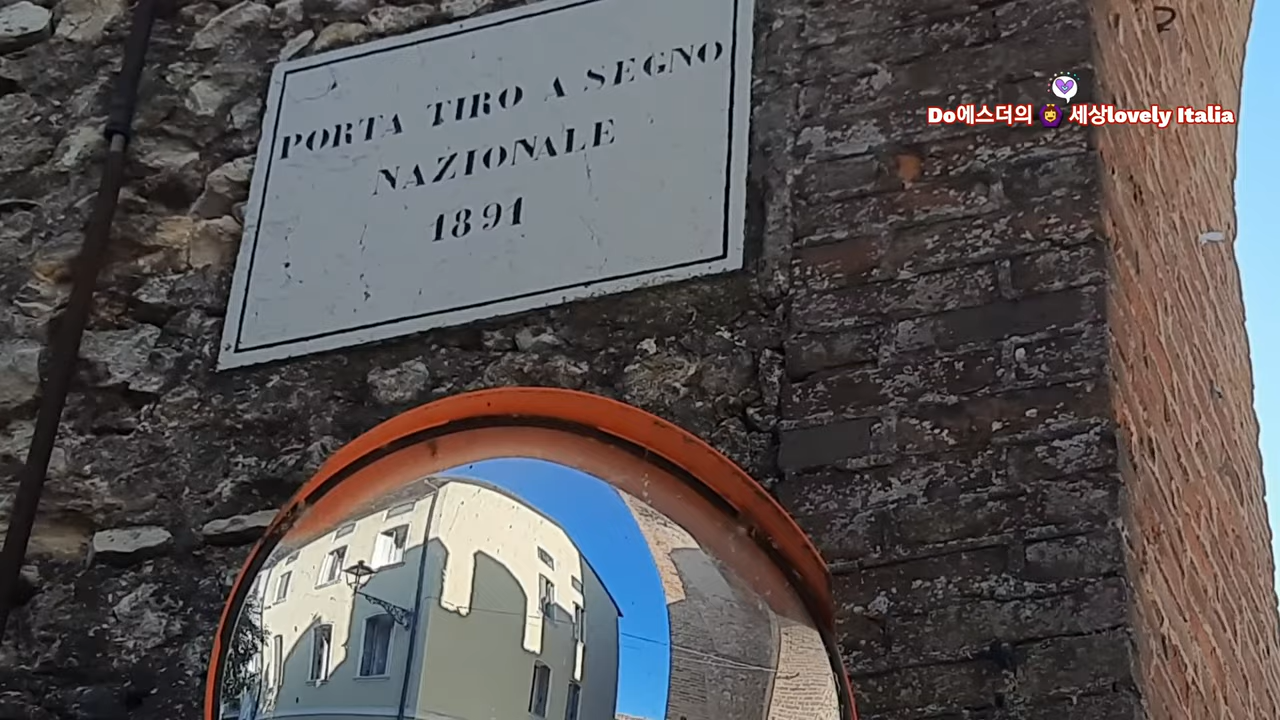 PORTA TIRO A SEGNO
NAZIONALE
1891
Do에스더의 🙆‍♀️ 세상lovely Italia
2